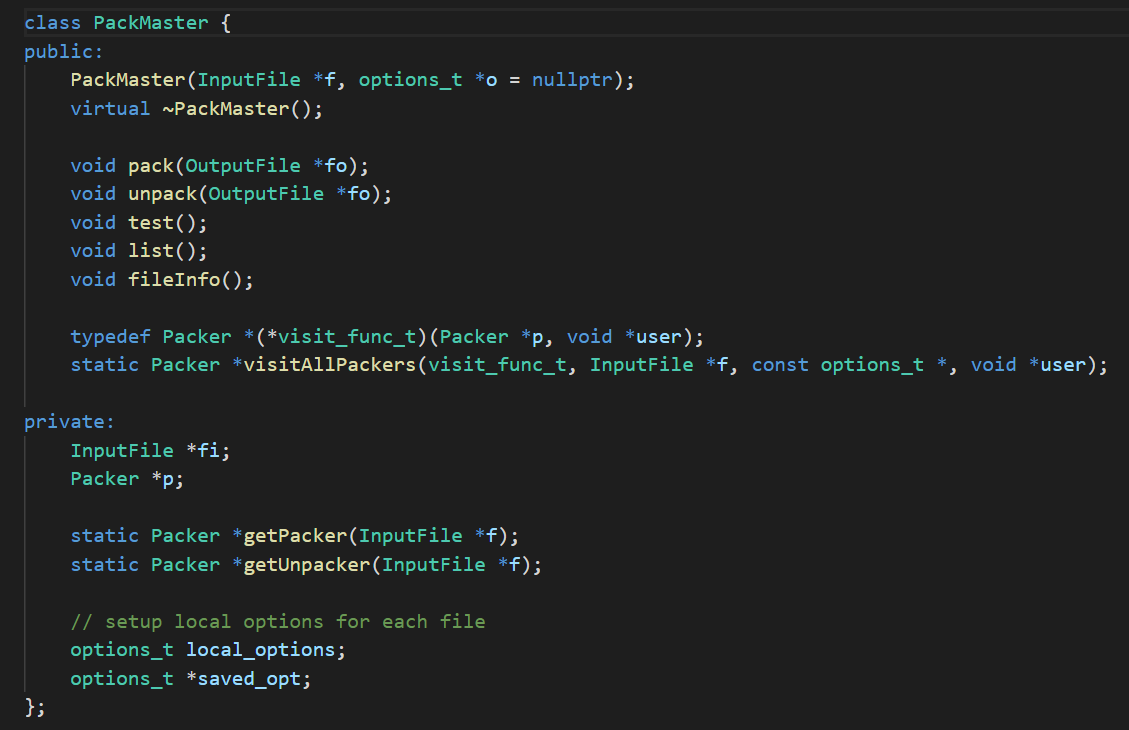 class PackMaster {
public:
    PackMaster(InputFile *f, options_t *o = nullptr);
    virtual ~PackMaster();

    void pack(OutputFile *fo);
    void unpack(OutputFile *fo);
    void test();
    void list();
    void fileInfo();

    typedef Packer *(*visit_func_t)(Packer *p, void *user);
    static Packer *visitAllPackers(visit_func_t, InputFile *f, const options_t *, void *user);

private:
    InputFile *fi;
    Packer *p;

    static Packer *getPacker(InputFile *f);
    static Packer *getUnpacker(InputFile *f);

    // setup local options for each file
    options_t local_options;
    options_t *saved_opt;
};